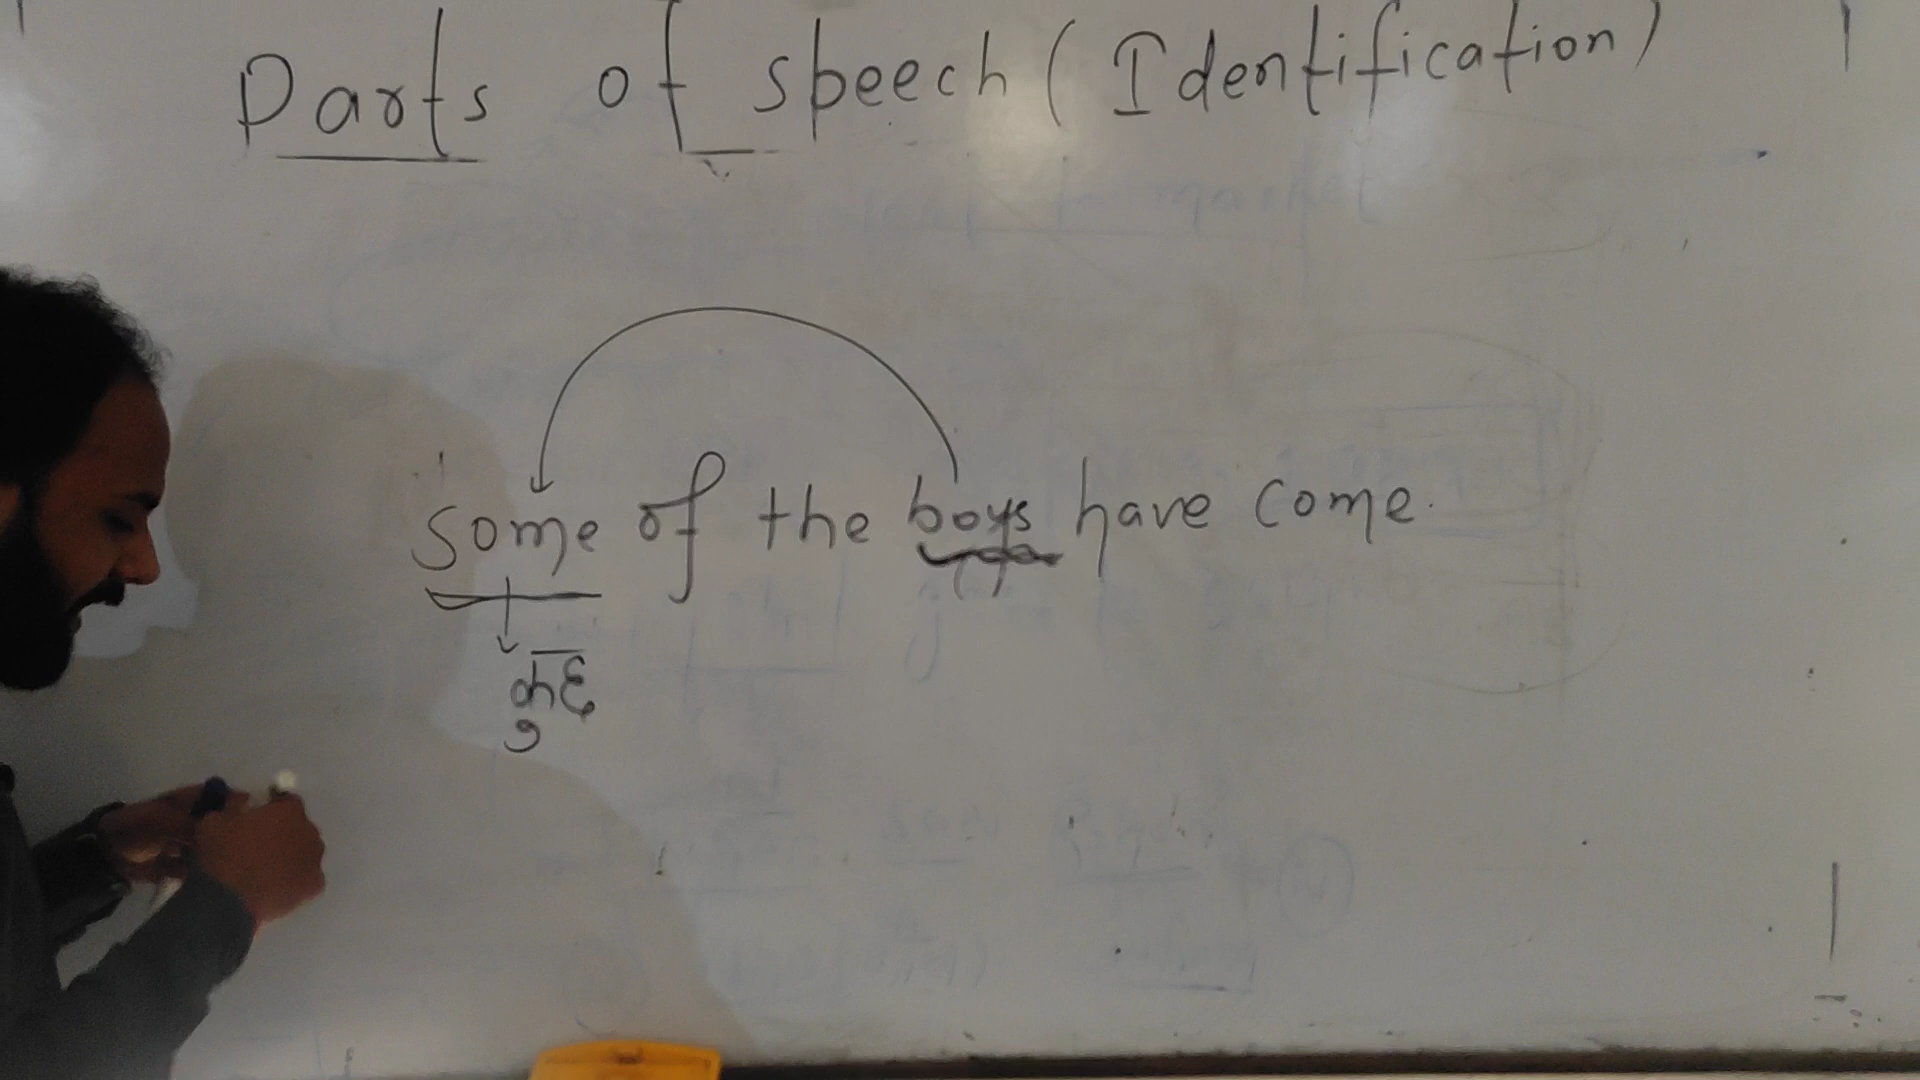 Parts of speech (Identification)
Some of the boys have come.
कुछ